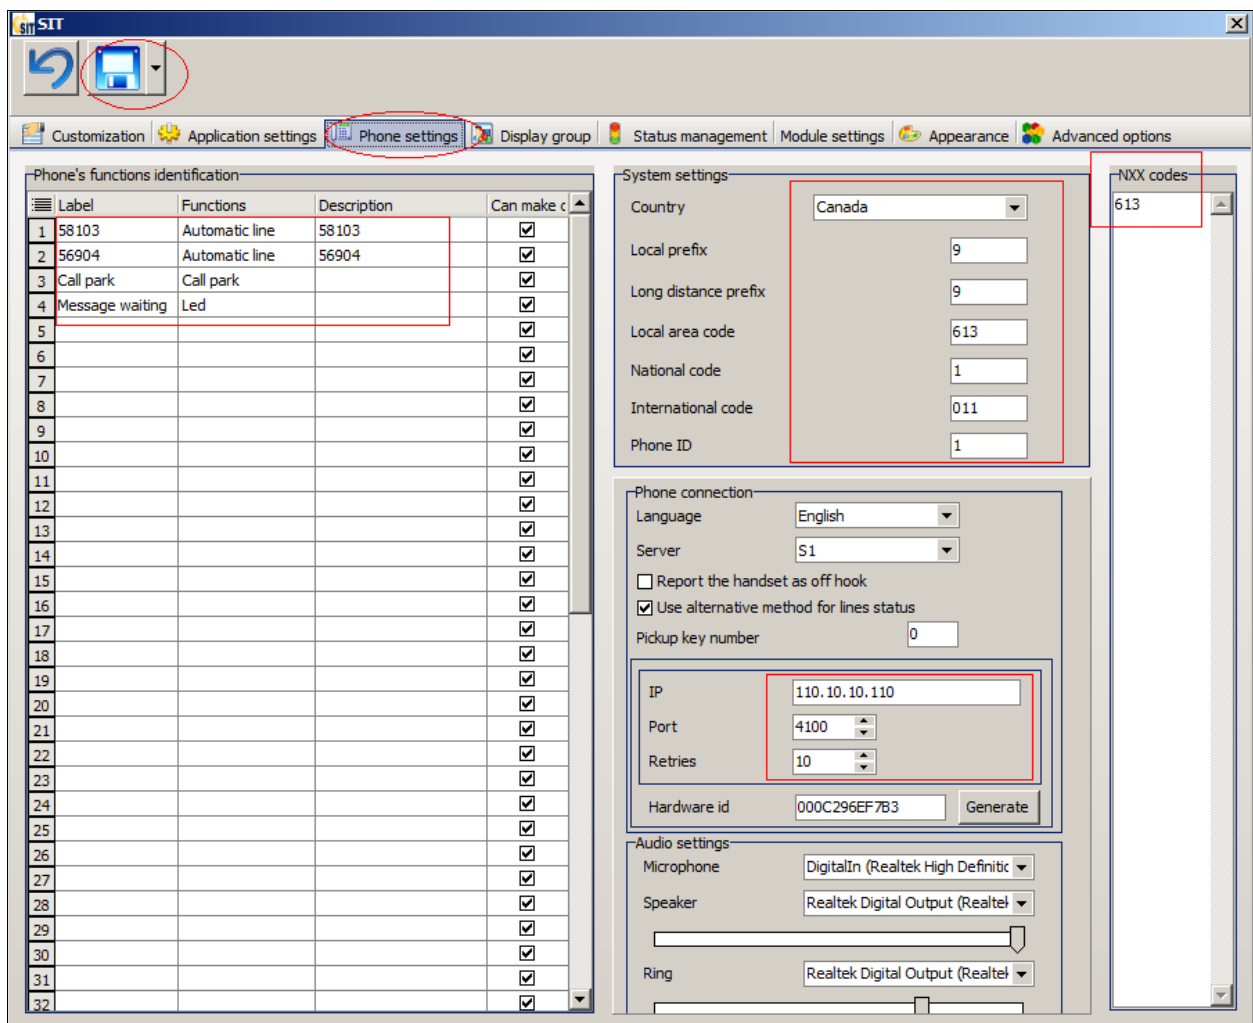 SIT SIT
Customization Application settings Phone settings Display group Status management Module settings Appearance Advanced options
Phone's functions identification
Label Functions Description Can make c
1 58103 Automatic line 58103
2 56904 Automatic line 56904
3 Call park Call park
4 Message waiting Led
5
6
7
8
9
10
11
12
13
14
15
16
17
18
19
20
21
22
23
24
25
26
27
28
29
30
31
32
System settings
Country Canada
Local prefix 9
Long distance prefix 9
Local area code 613
National code 1
International code 011
Phone ID 1
Phone connection
Language English
Server S1
Report the handset as off hook
Use alternative method for lines status
Pickup key number 0
IP 110.10.10.110
Port 4100
Retries 10
Hardware id 000C296EF7B3 Generate
Audio settings
Microphone DigitalIn (Realtek High Definitic
Speaker Realtek Digital Output (Realtek
Ring Realtek Digital Output (Realtek
NXX codes
613